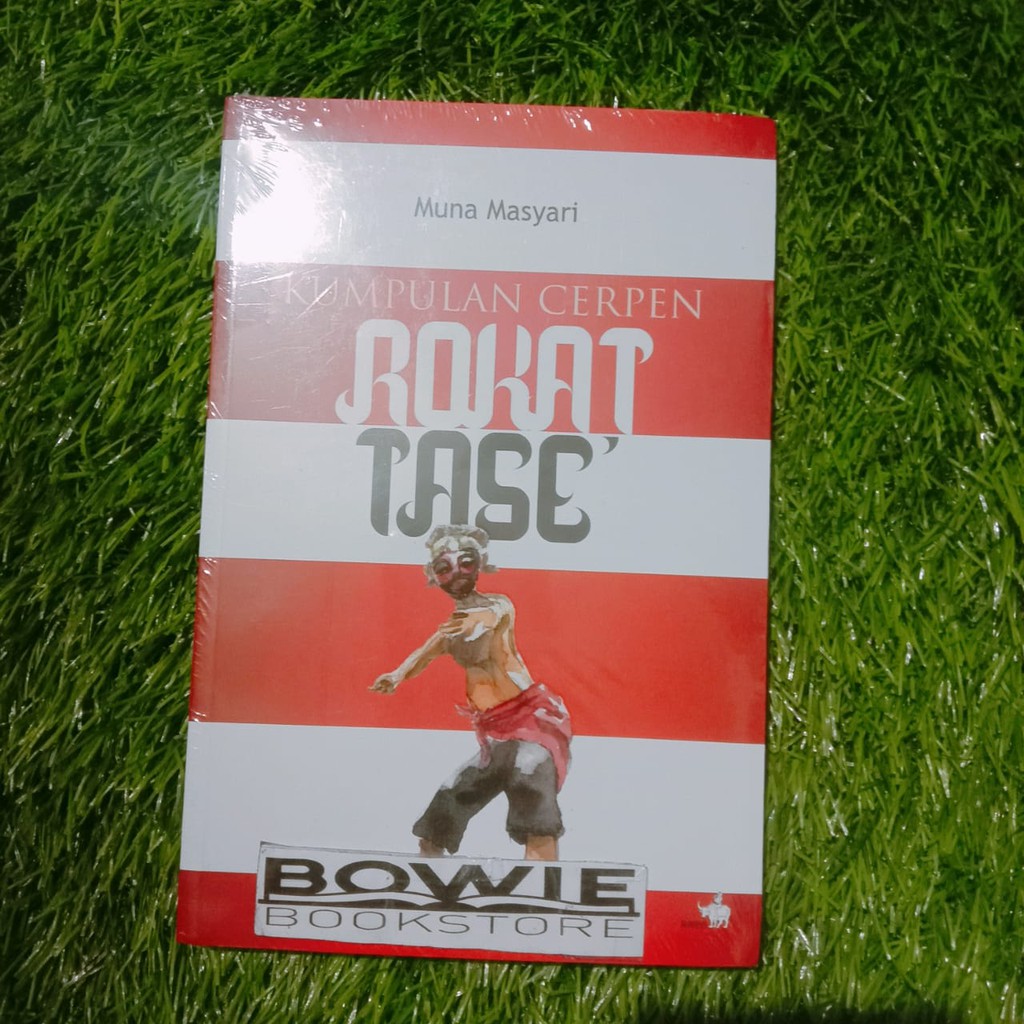 Muna Masyari
KUMPULAN CERPEN
ROKAT
TASE'
BOWIE
BOOKSTORE